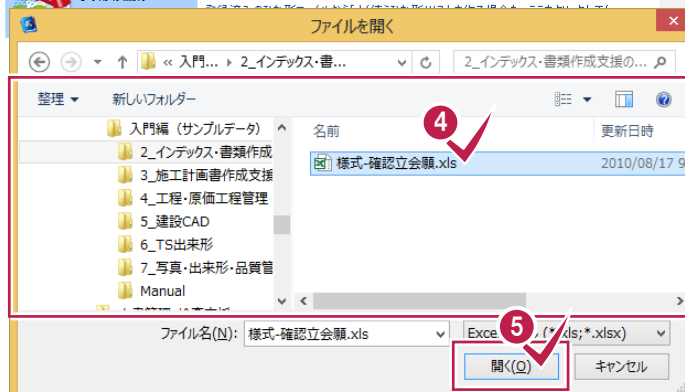 ファイルを開く
« 入門... ▸ 2_インデックス・書...
2_インデックス・書類作成支援の...
整理 ▼ 新しいフォルダー
入門編（サンプルデータ）
2_インデックス・書類作成
3_施工計画書作成支援
4_工程・原価工程管理
5_建設CAD
6_TS出来形
7_写真・出来形・品質管
Manual
名前 更新日時
様式-確認立会願.xls 2010/08/17 9
4
ファイル名(N): 様式-確認立会願.xls
Exce (*.xls;*.xlsx)
5
開く(O) キャンセル